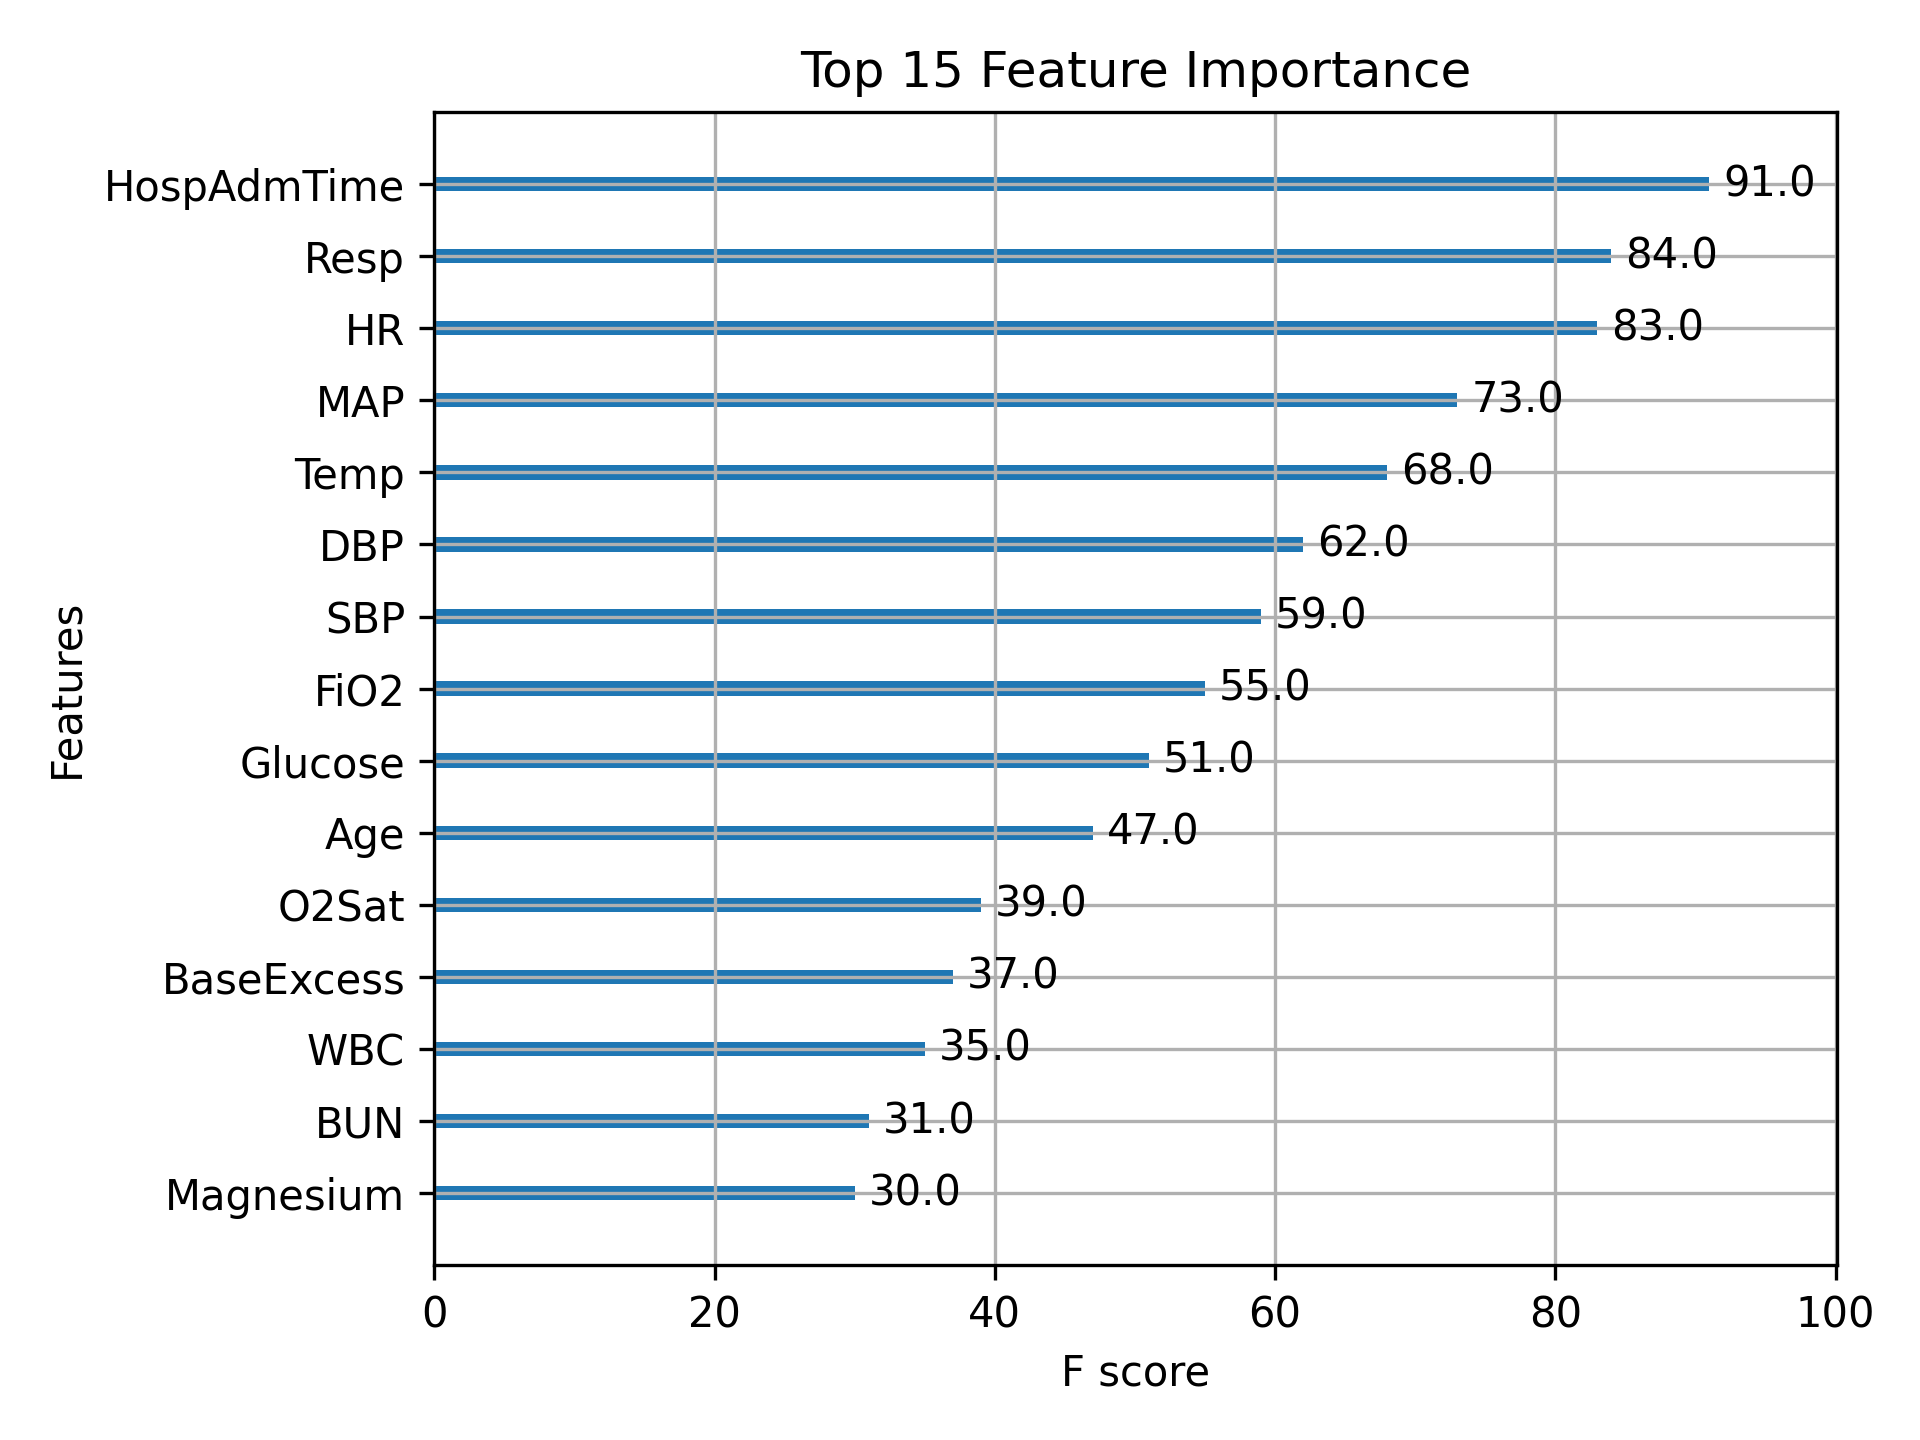 Top 15 Feature Importance
HospAdmTime 91.0
Resp 84.0
HR 83.0
MAP 73.0
Temp 68.0
DBP 62.0
SBP 59.0
FiO2 55.0
Glucose 51.0
Age 47.0
O2Sat 39.0
BaseExcess 37.0
WBC 35.0
BUN 31.0
Magnesium 30.0
Features
0 20 40 60 80 100
F score